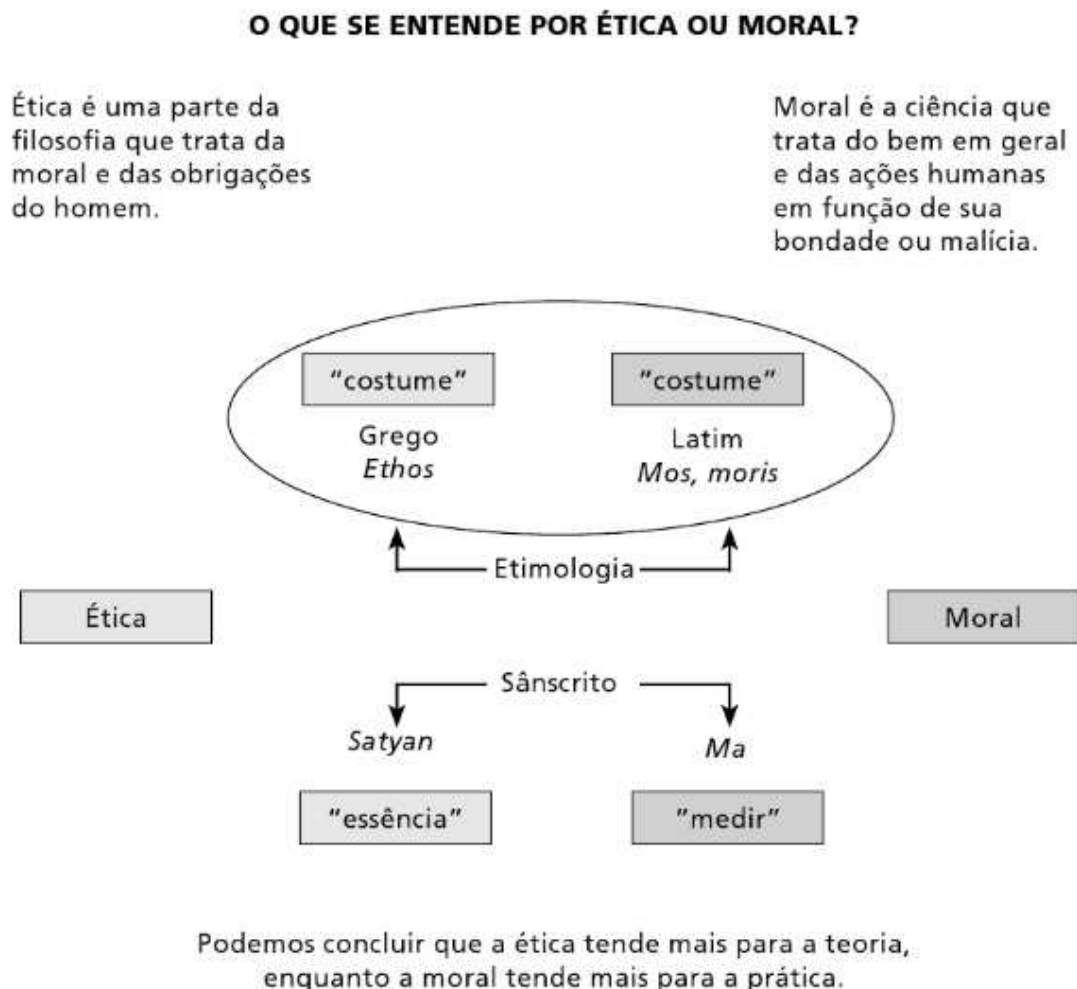 O QUE SE ENTENDE POR ÉTICA OU MORAL?
Ética é uma parte da
filosofia que trata da
moral e das obrigações
do homem.
Moral é a ciência que
trata do bem em geral
e das ações humanas
em função de sua
bondade ou malícia.
"costume"
Grego
Ethos
"costume"
Latim
Mos, moris
Etimologia
Ética
Moral
Sânscrito
Satyan
"essência"
Ma
"medir"
Podemos concluir que a ética tende mais para a teoria,
enquanto a moral tende mais para a prática.